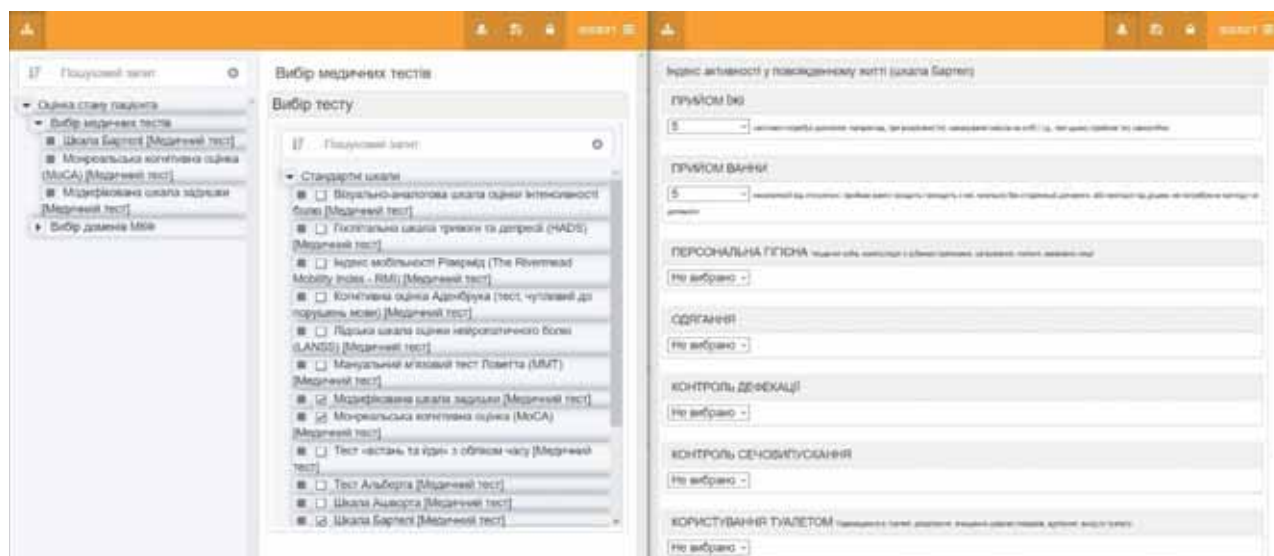 Пошуковий запит
Оцінка стану пацієнта
Вибір медичних тестів
Шкала Бартел [Медичний тест]
Монреальська когнітивна оцінка
(MoCA) [Медичний тест]
Модифікована шкала задишки
[Медичний тест]
Вибір доменів МКФ
Вибір медичних тестів
Вибір тесту
Пошуковий запит
Стандартні шкали
Візуально-аналогова шкала оцінки інтенсивності
болю [Медичний тест]
Госпітальна шкала тривоги та депресії (HADS)
[Медичний тест]
Індекс мобільності Рівермід (The Rivermead
Mobility Index - RMI) [Медичний тест]
Когнітивна оцінка Аденбрука (тест, чутливий до
порушень мови) [Медичний тест]
Лідська шкала оцінки нейропатичного болю
(LANSS) [Медичний тест]
Мануальний м'язовий тест Ловетта (ММТ)
[Медичний тест]
Модифікована шкала задишки [Медичний тест]
Монреальська когнітивна оцінка (MoCA)
[Медичний тест]
Тест «встань та йди» з обліком часу [Медичний
тест]
Тест Альберта [Медичний тест]
Шкала Ашворта [Медичний тест]
Шкала Бартел [Медичний тест]
Індекс активності у повсякденному житті (шкала Бартел)
ПРИЙОМ ЇЖІ
5
ПРИЙОМ ВАННИ
5
ПЕРСОНАЛЬНА ГІГІЄНА
Не вибрано
ОДЯГАННЯ
Не вибрано
КОНТРОЛЬ ДЕФЕКАЦІЇ
Не вибрано
КОНТРОЛЬ СЕЧОВИПУСКАННЯ
Не вибрано
КОРИСТУВАННЯ ТУАЛЕТОМ
Не вибрано